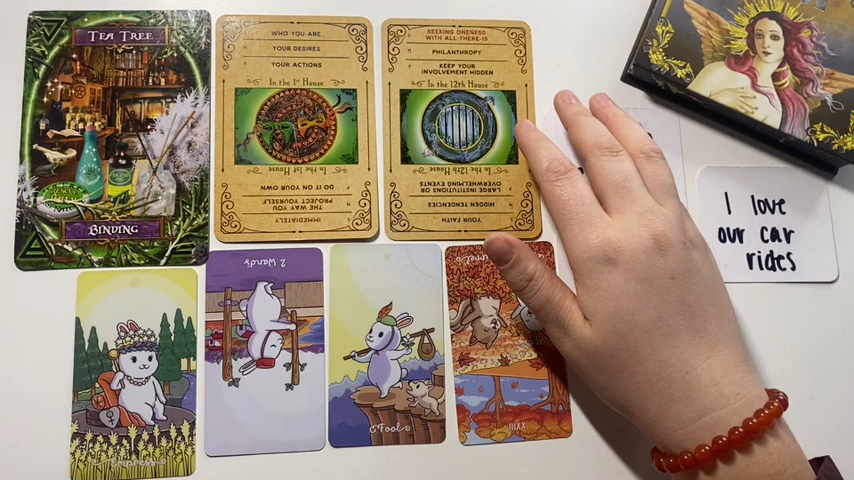 TEA TREE
BINDING
WHO YOU ARE
YOUR DESIRES
YOUR ACTIONS
In the 1st House
IMMEDIATELY
THE WAY YOU
PROJECT YOURSELF
DO IT ON YOUR OWN
In the 1st House
SEEKING ONENESS
WITH ALL-THERE-IS
PHILANTHROPY
KEEP YOUR
INVOLVEMENT HIDDEN
In the 12th House
YOUR FAITH
HIDDEN TENDENCIES
LARGE INSTITUTIONS OR
OVERWHELMING EVENTS
In the 12th House
I love
our car
rides
Empress
2 Wands
Fool